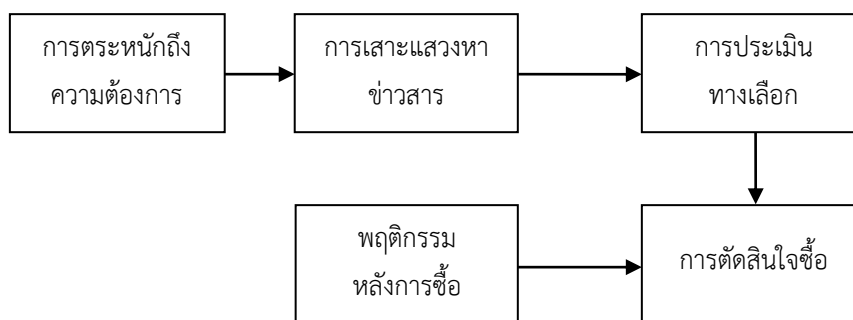 การตระหนักถึง
ความต้องการ
การเสาะแสวงหา
ข่าวสาร
การประเมิน
ทางเลือก
พฤติกรรม
หลังการซื้อ
การตัดสินใจซื้อ